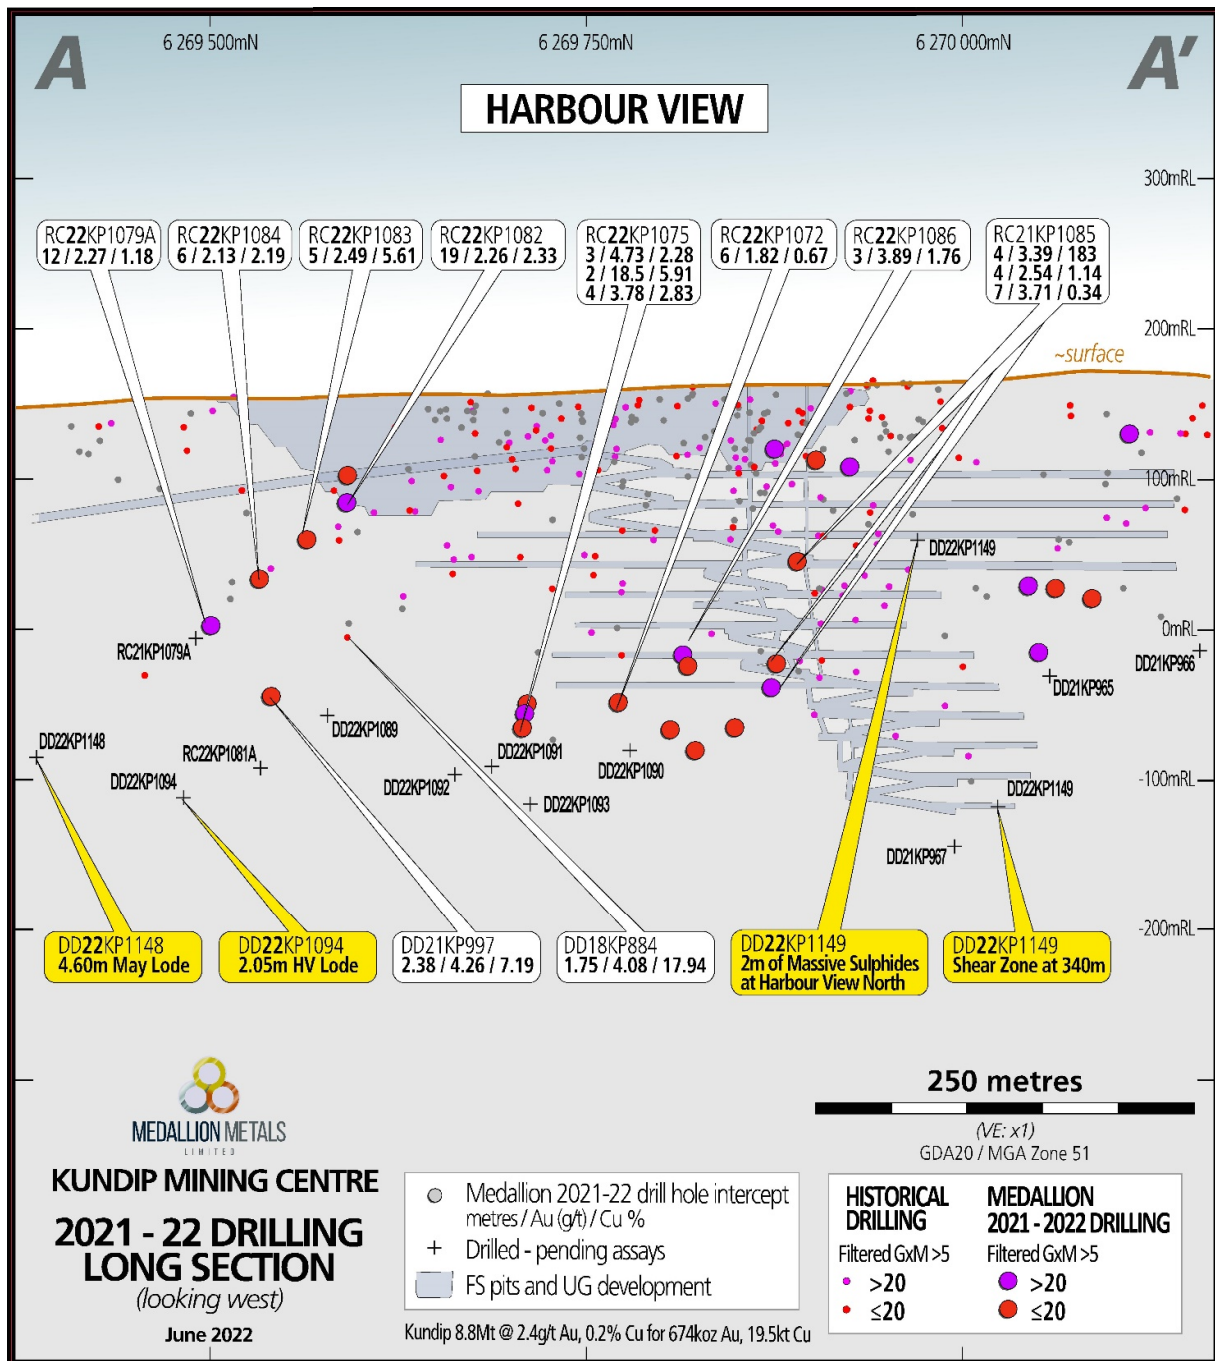 A
6 269 500mN
6 269 750mN
6 270 000mN
A'
HARBOUR VIEW
300mRL
RC22KP1079A
12 / 2.27 / 1.18
RC22KP1084
6 / 2.13 / 2.19
RC22KP1083
5 / 2.49 / 5.61
RC22KP1082
19 / 2.26 / 2.33
RC22KP1075
3 / 4.73 / 2.28
2 / 18.5 / 5.91
4 / 3.78 / 2.83
RC22KP1072
6 / 1.82 / 0.67
RC22KP1086
3 / 3.89 / 1.76
RC21KP1085
4 / 3.39 / 183
4 / 2.54 / 1.14
7 / 3.71 / 0.34
200mRL
~surface
100mRL
DD22KP1149
0mRL
RC21KP1079A
DD21KP966
DD21KP965
DD22KP1148
DD22KP1089
RC22KP1081A
DD22KP1094
DD22KP1091
DD22KP1092
DD22KP1090
DD22KP1093
-100mRL
DD22KP1149
DD21KP967
-200mRL
DD22KP1148
4.60m May Lode
DD22KP1094
2.05m HV Lode
DD21KP997
2.38 / 4.26 / 7.19
DD18KP884
1.75 / 4.08 / 17.94
DD22KP1149
2m of Massive Sulphides
at Harbour View North
DD22KP1149
Shear Zone at 340m
MEDALLION METALS
LIMITED
KUNDIP MINING CENTRE
2021 - 22 DRILLING
LONG SECTION
(looking west)
June 2022
250 metres
(VE: x1)
GDA20 / MGA Zone 51
Medallion 2021-22 drill hole intercept
metres / Au (g/t) / Cu %
Drilled - pending assays
FS pits and UG development
Kundip 8.8Mt @ 2.4g/t Au, 0.2% Cu for 674koz Au, 19.5kt Cu
HISTORICAL
DRILLING
Filtered GxM >5
>20
≤20
MEDALLION
2021 - 2022 DRILLING
Filtered GxM >5
>20
≤20